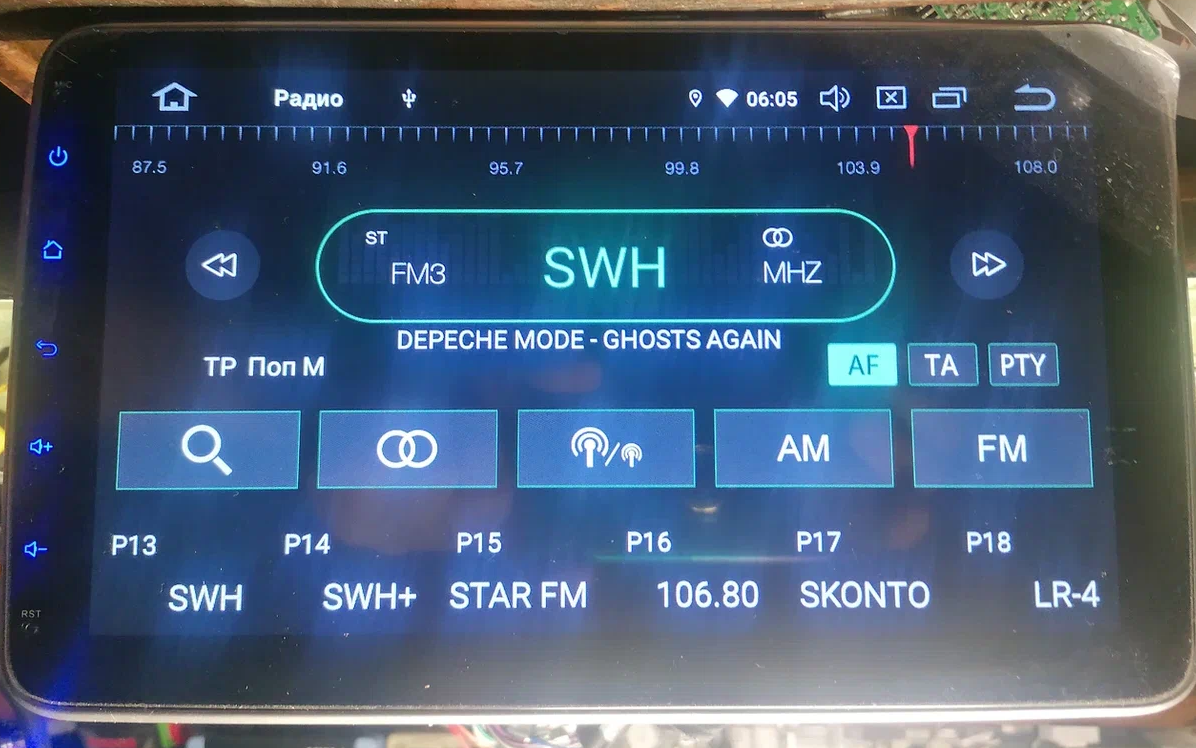 MIC
Радио 06:05
87.5 91.6 95.7 99.8 103.9 108.0
ST
FM3 SWH MHZ
DEPECHE MODE - GHOSTS AGAIN
TP Поп М AF TA PTY
AM FM
P13 P14 P15 P16 P17 P18
SWH SWH+ STAR FM 106.80 SKONTO LR-4
RST